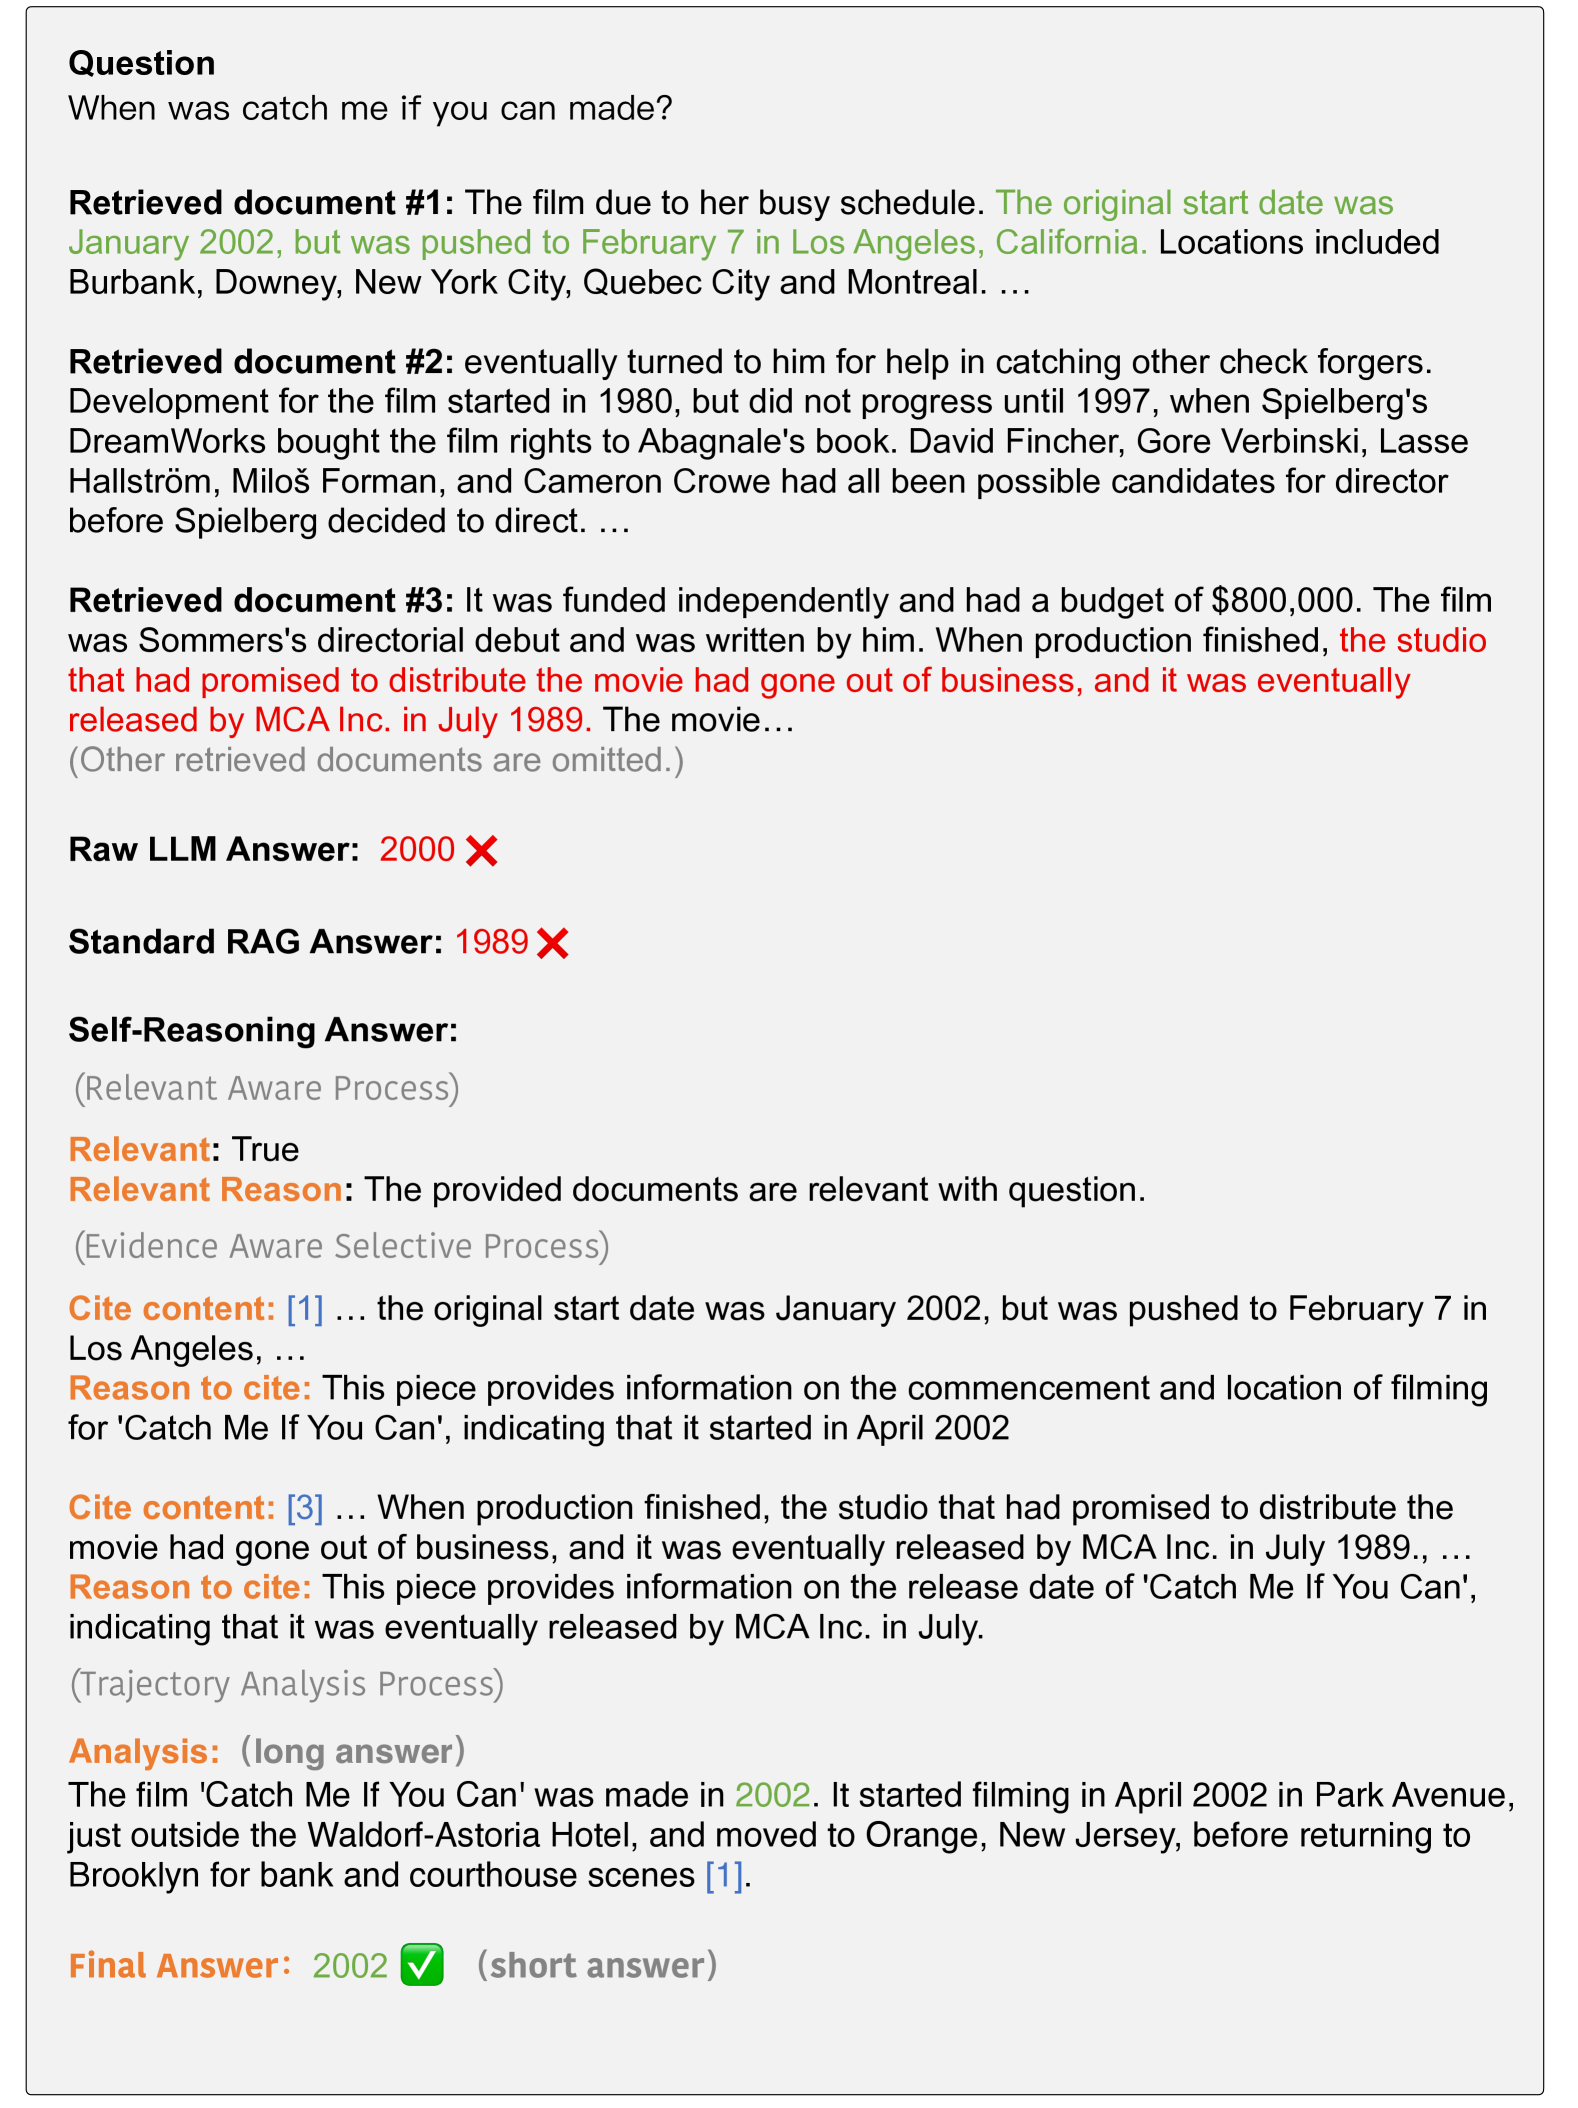 Question
When was catch me if you can made?
Retrieved document #1: The film due to her busy schedule. The original start date was
January 2002, but was pushed to February 7 in Los Angeles, California. Locations included
Burbank, Downey, New York City, Quebec City and Montreal. …
Retrieved document #2: eventually turned to him for help in catching other check forgers.
Development for the film started in 1980, but did not progress until 1997, when Spielberg's
DreamWorks bought the film rights to Abagnale's book. David Fincher, Gore Verbinski, Lasse
Hallström, Miloš Forman, and Cameron Crowe had all been possible candidates for director
before Spielberg decided to direct. …
Retrieved document #3: It was funded independently and had a budget of $800,000. The film
was Sommers's directorial debut and was written by him. When production finished, the studio
that had promised to distribute the movie had gone out of business, and it was eventually
released by MCA Inc. in July 1989. The movie…
(Other retrieved documents are omitted.)
Raw LLM Answer: 2000 ❌
Standard RAG Answer: 1989 ❌
Self-Reasoning Answer:
(Relevant Aware Process)
Relevant: True
Relevant Reason: The provided documents are relevant with question.
(Evidence Aware Selective Process)
Cite content: [1] … the original start date was January 2002, but was pushed to February 7 in
Los Angeles, …
Reason to cite: This piece provides information on the commencement and location of filming
for 'Catch Me If You Can', indicating that it started in April 2002
Cite content: [3] … When production finished, the studio that had promised to distribute the
movie had gone out of business, and it was eventually released by MCA Inc. in July 1989., …
Reason to cite: This piece provides information on the release date of 'Catch Me If You Can',
indicating that it was eventually released by MCA Inc. in July.
(Trajectory Analysis Process)
Analysis: (long answer)
The film 'Catch Me If You Can' was made in 2002. It started filming in April 2002 in Park Avenue,
just outside the Waldorf-Astoria Hotel, and moved to Orange, New Jersey, before returning to
Brooklyn for bank and courthouse scenes [1].
Final Answer: 2002 ✅ (short answer)